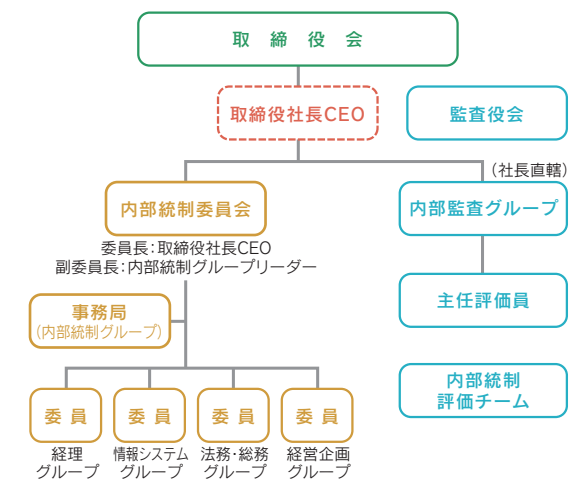 取締役会
取締役社長CEO
監査役会
（社長直轄）
内部統制委員会
内部監査グループ
委員長：取締役社長CEO
副委員長：内部統制グループリーダー
主任評価員
事務局
（内部統制グループ）
内部統制
評価チーム
委員
委員
委員
委員
経理
グループ
情報システム
グループ
法務・総務
グループ
経営企画
グループ